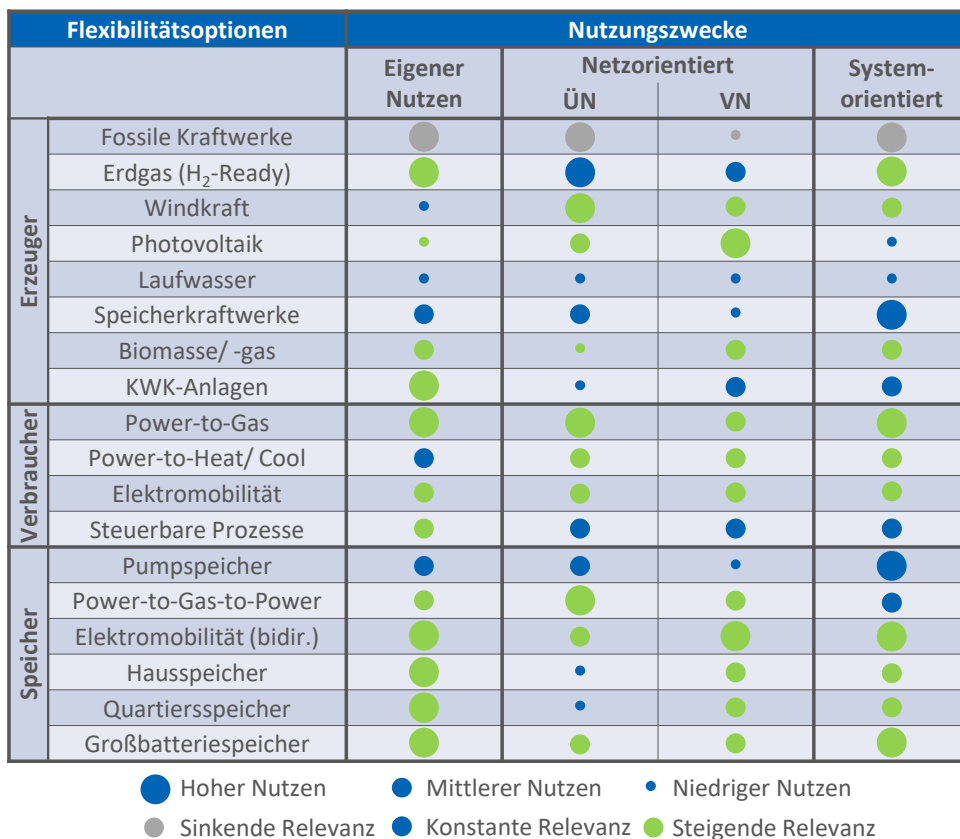 Flexibilitätsoptionen Nutzungszwecke
Eigener Nutzen Netzorientiert System-orientiert
ÜN VN
Erzeuger
Fossile Kraftwerke
Erdgas (H₂-Ready)
Windkraft
Photovoltaik
Laufwasser
Speicherkraftwerke
Biomasse/ -gas
KWK-Anlagen
Verbraucher
Power-to-Gas
Power-to-Heat/ Cool
Elektromobilität
Steuerbare Prozesse
Speicher
Pumpspeicher
Power-to-Gas-to-Power
Elektromobilität (bidir.)
Hausspeicher
Quartiersspeicher
Großbatteriespeicher
Hoher Nutzen Mittlerer Nutzen Niedriger Nutzen
Sinkende Relevanz Konstante Relevanz Steigende Relevanz